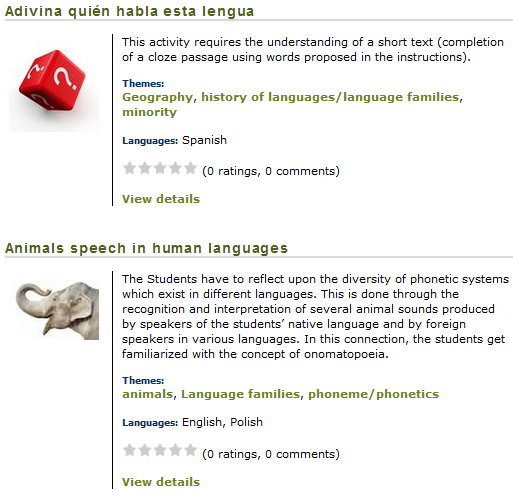 Adivina quién habla esta lengua
This activity requires the understanding of a short text (completion
of a cloze passage using words proposed in the instructions).
Themes:
Geography, history of languages/language families,
minority
Languages: Spanish
(0 ratings, 0 comments)
View details
Animals speech in human languages
The Students have to reflect upon the diversity of phonetic systems
which exist in different languages. This is done through the
recognition and interpretation of several animal sounds produced
by speakers of the students’ native language and by foreign
speakers in various languages. In this connection, the students get
familiarized with the concept of onomatopoeia.
Themes:
animals, Language families, phoneme/phonetics
Languages: English, Polish
(0 ratings, 0 comments)
View details